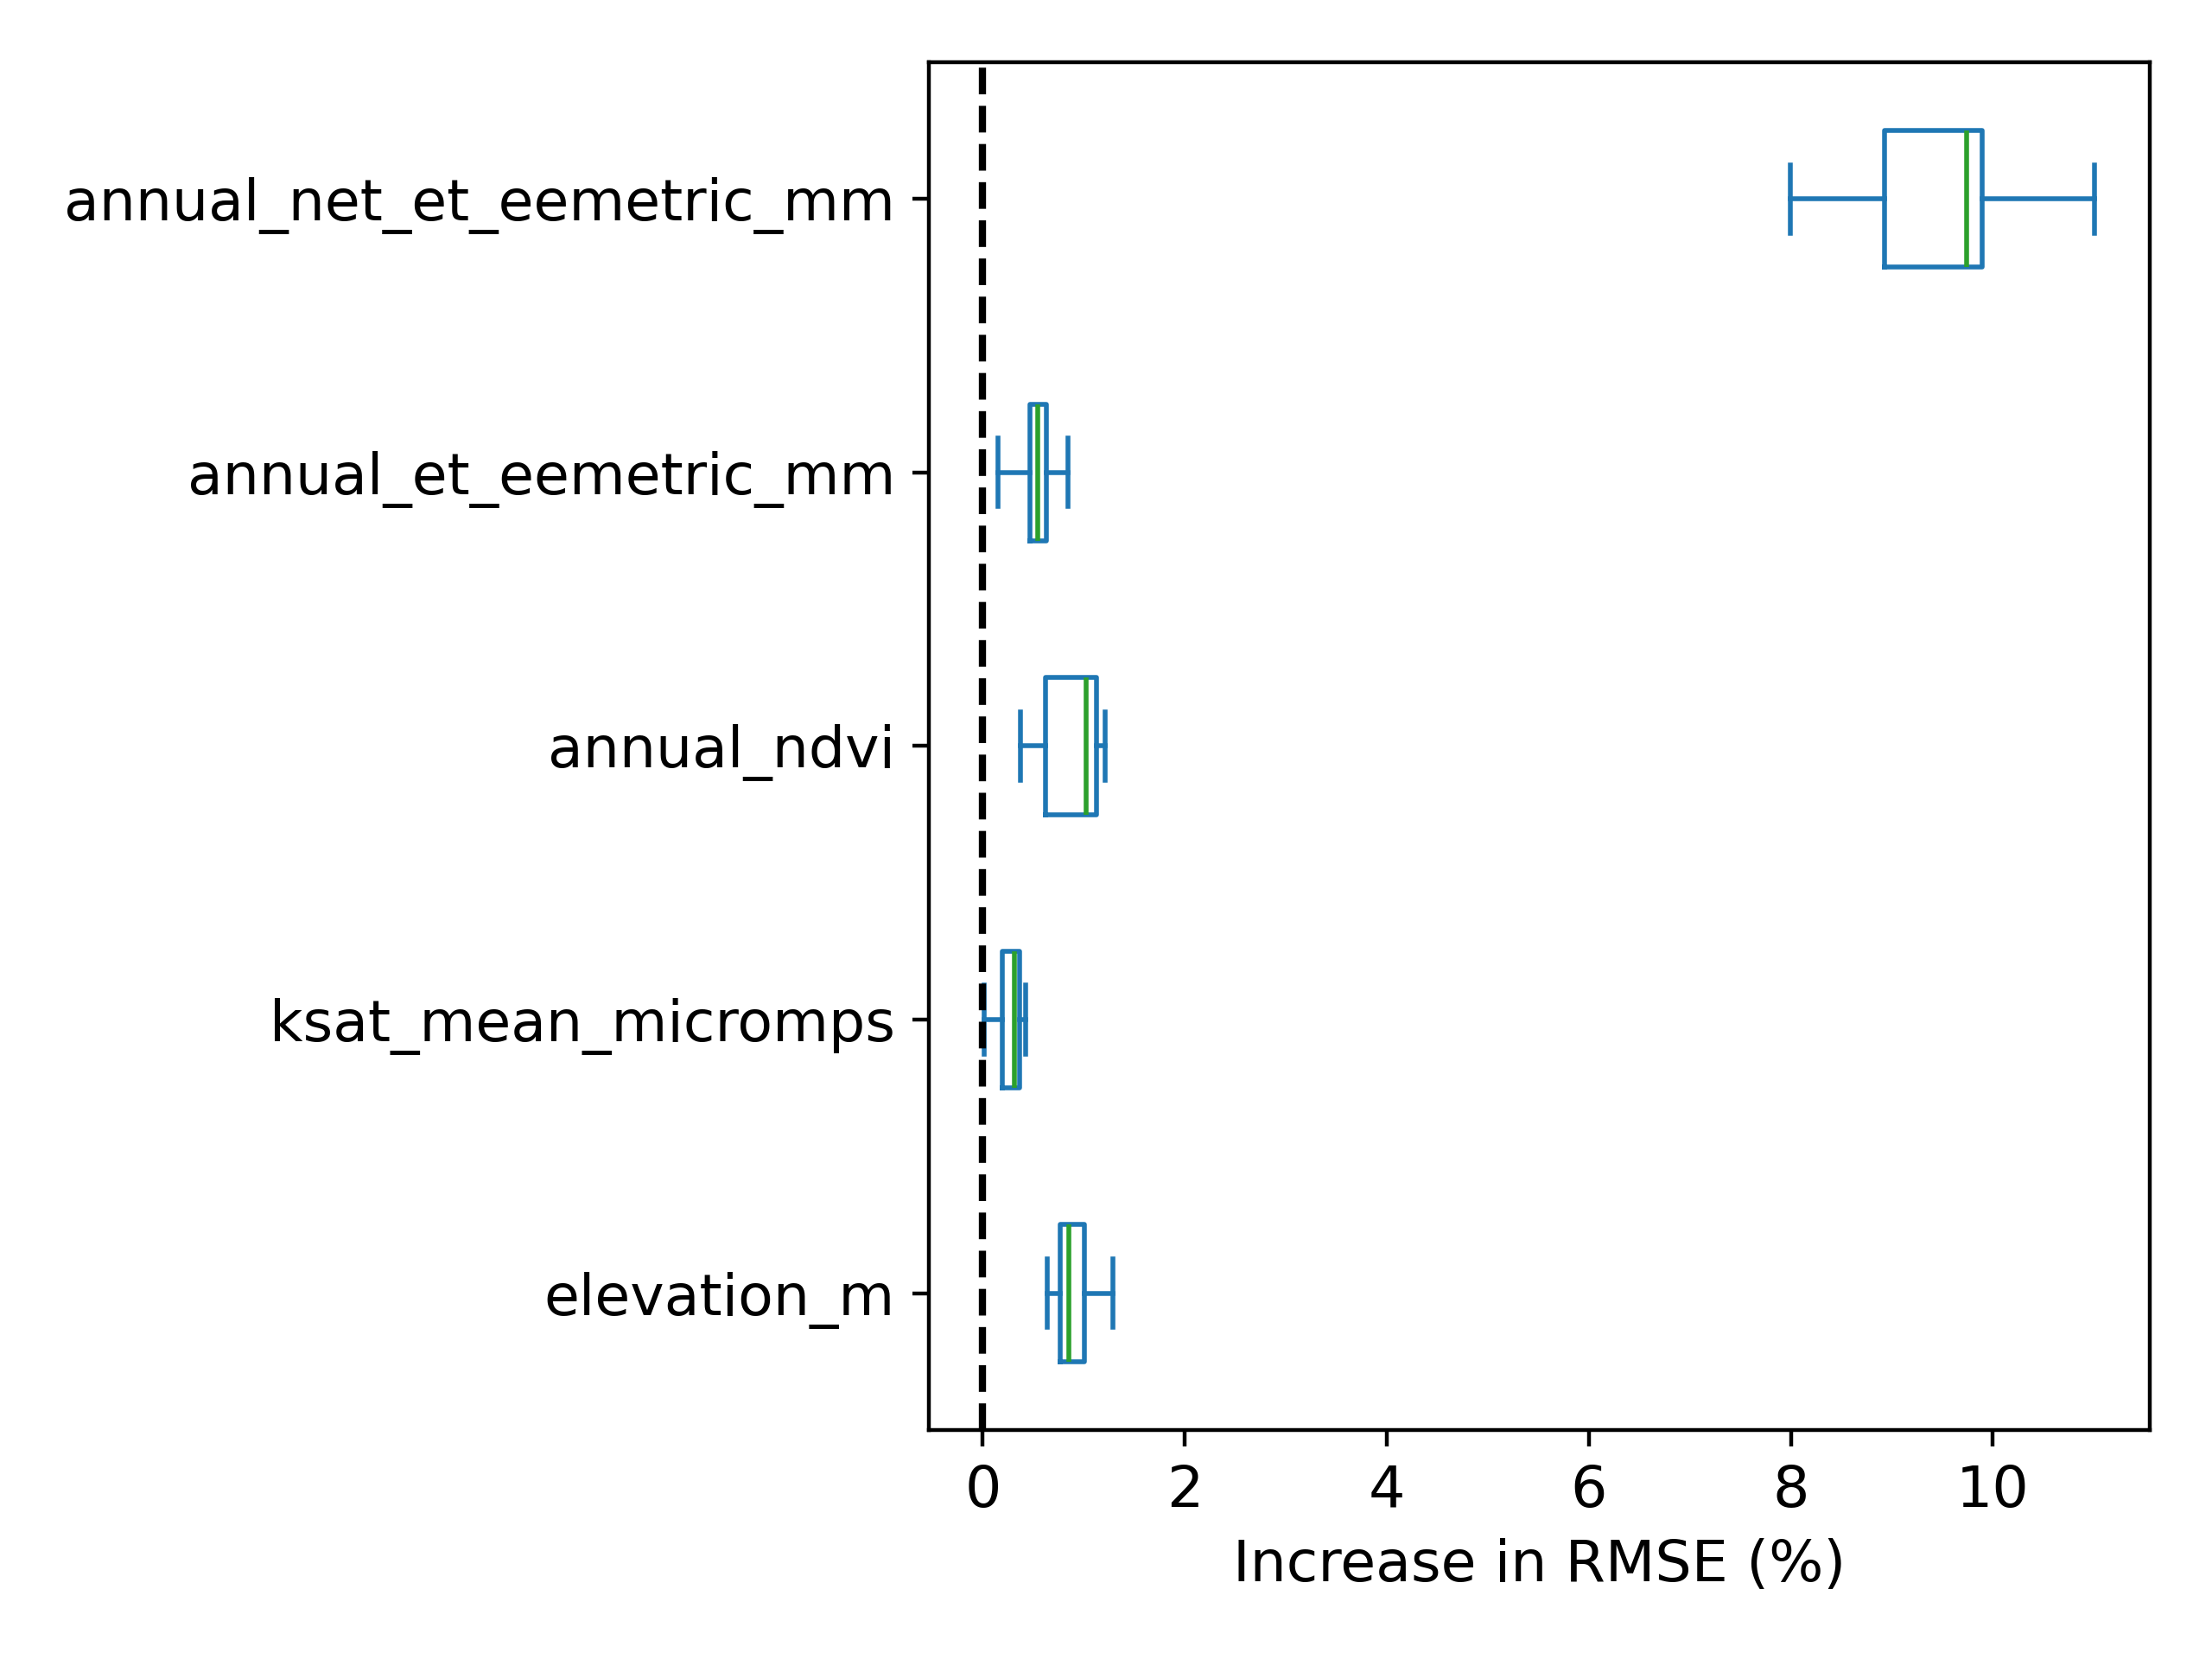 annual_net_et_eemetric_mm
annual_et_eemetric_mm
annual_ndvi
ksat_mean_micromps
elevation_m
0 2 4 6 8 10
Increase in RMSE (%)